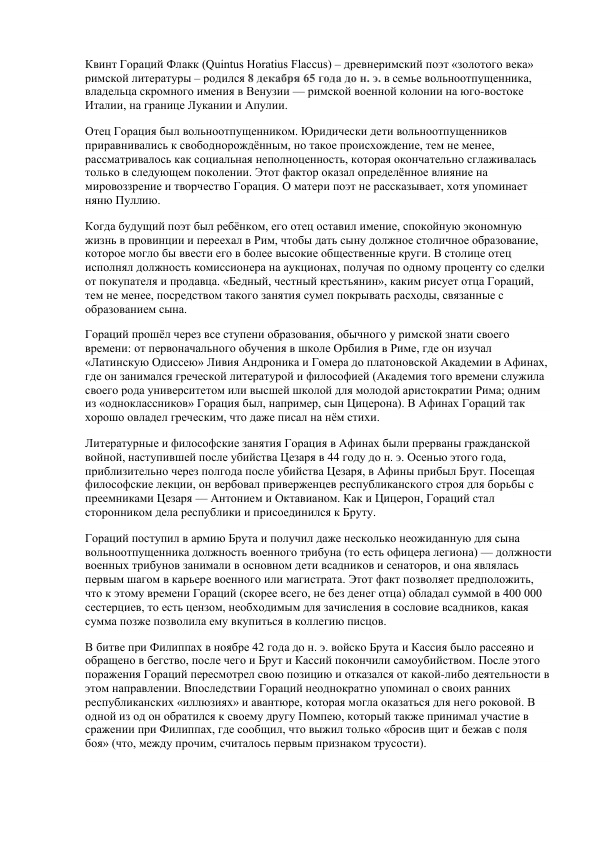 Квинт Гораций Флакк (Quintus Horatius Flaccus) – древнеримский поэт «золотого века»
римской литературы – родился 8 декабря 65 года до н. э. в семье вольноотпущенника,
владельца скромного имения в Венузии — римской военной колонии на юго-востоке
Италии, на границе Лукании и Апулии.
Отец Горация был вольноотпущенником. Юридически дети вольноотпущенников
приравнивались к свободнорождённым, но такое происхождение, тем не менее,
рассматривалось как социальная неполноценность, которая окончательно сглаживалась
только в следующем поколении. Этот фактор оказал определённое влияние на
мировоззрение и творчество Горация. О матери поэт не рассказывает, хотя упоминает
няню Пуллию.
Когда будущий поэт был ребёнком, его отец оставил имение, спокойную экономную
жизнь в провинции и переехал в Рим, чтобы дать сыну должное столичное образование,
которое могло бы ввести его в более высокие общественные круги. В столице отец
исполнял должность комиссионера на аукционах, получая по одному проценту со сделки
от покупателя и продавца. «Бедный, честный крестьянин», каким рисует отца Гораций,
тем не менее, посредством такого занятия сумел покрывать расходы, связанные с
образованием сына.
Гораций прошёл через все ступени образования, обычного у римской знати своего
времени: от первоначального обучения в школе Орбилия в Риме, где он изучал
«Латинскую Одиссею» Ливия Андроника и Гомера до платоновской Академии в Афинах,
где он занимался греческой литературой и философией (Академия того времени служила
своего рода университетом или высшей школой для молодой аристократии Рима; одним
из «одноклассников» Горация был, например, сын Цицерона). В Афинах Гораций так
хорошо овладел греческим, что даже писал на нём стихи.
Литературные и философские занятия Горация в Афинах были прерваны гражданской
войной, наступившей после убийства Цезаря в 44 году до н. э. Осенью этого года,
приблизительно через полгода после убийства Цезаря, в Афины прибыл Брут. Посещая
философские лекции, он вербовал приверженцев республиканского строя для борьбы с
преемниками Цезаря — Антонием и Октавианом. Как и Цицерон, Гораций стал
сторонником дела республики и присоединился к Бруту.
Гораций поступил в армию Брута и получил даже несколько неожиданную для сына
вольноотпущенника должность военного трибуна (то есть офицера легиона) — должности
военных трибунов занимали в основном дети всадников и сенаторов, и она являлась
первым шагом в карьере военного или магистрата. Этот факт позволяет предположить,
что к этому времени Гораций (скорее всего, не без денег отца) обладал суммой в 400 000
сестерциев, то есть цензом, необходимым для зачисления в сословие всадников, какая
сумма позже позволила ему вкупиться в коллегию писцов.
В битве при Филиппах в ноябре 42 года до н. э. войско Брута и Кассия было рассеяно и
обращено в бегство, после чего и Брут и Кассий покончили самоубийством. После этого
поражения Гораций пересмотрел свою позицию и отказался от какой-либо деятельности в
этом направлении. Впоследствии Гораций неоднократно упоминал о своих ранних
республиканских «иллюзиях» и авантюре, которая могла оказаться для него роковой. В
одной из од он обратился к своему другу Помпею, который также принимал участие в
сражении при Филиппах, где сообщил, что выжил только «бросив щит и бежав с поля
боя» (что, между прочим, считалось первым признаком трусости).